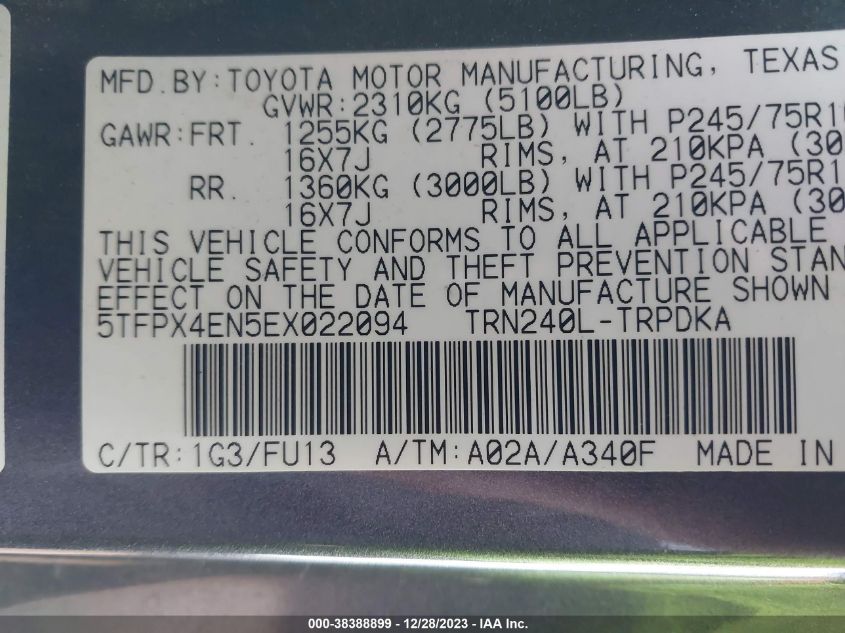 MFD. BY: TOYOTA MOTOR MANUFACTURING, TEXAS
GVWR: 2310KG (5100LB)
GAWR: FRT. 1255KG (2775LB) WITH P245/75R1
16X7J RIMS, AT 210KPA (30
RR. 1360KG (3000LB) WITH P245/75R1
16X7J RIMS, AT 210KPA (30
THIS VEHICLE CONFORMS TO ALL APPLICABLE
VEHICLE SAFETY AND THEFT PREVENTION STAN
EFFECT ON THE DATE OF MANUFACTURE SHOWN
5TFPX4EN5EX022094 TRN240L-TRPDKA
C/TR: 1G3/FU13 A/TM: A02A/A340F MADE IN
000-38388899 - 12/28/2023 - IAA Inc.